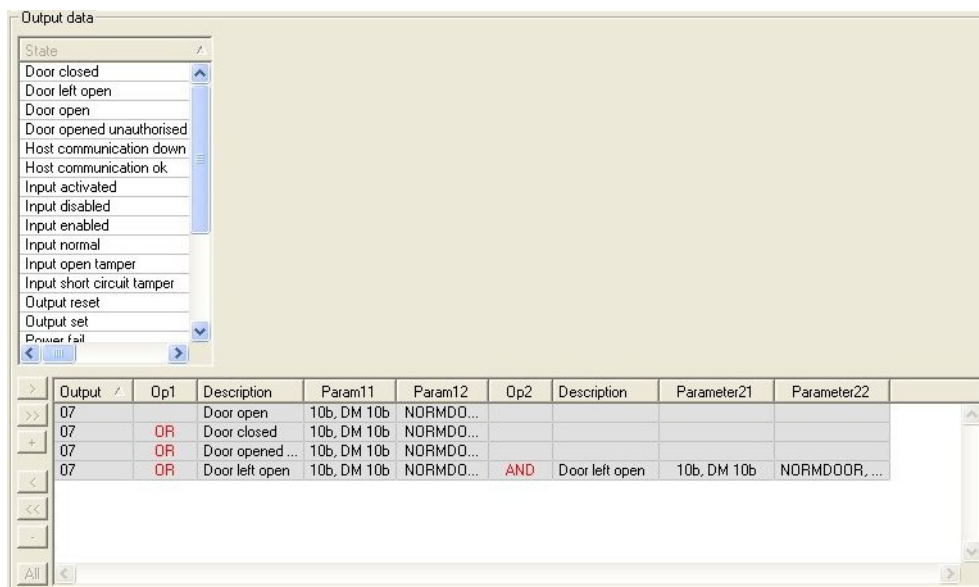 Output data
State
Door closed
Door left open
Door open
Door opened unauthorised
Host communication down
Host communication ok
Input activated
Input disabled
Input enabled
Input normal
Input open tamper
Input short circuit tamper
Output reset
Output set
Power fail
> Output Op1 Description Param11 Param12 Op2 Description Parameter21 Parameter22
>> 07 Door open 10b, DM 10b NORMDO...
+ 07 OR Door closed 10b, DM 10b NORMDO...
07 OR Door opened ... 10b, DM 10b NORMDO...
< 07 OR Door left open 10b, DM 10b NORMDO... AND Door left open 10b, DM 10b NORMDOOR, ...
<<
-
All